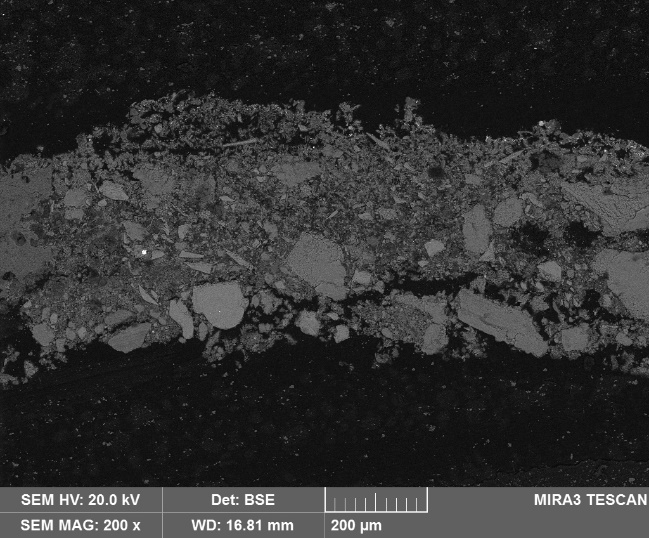 SEM HV: 20.0 kV Det: BSE MIRA3 TESCAN
SEM MAG: 200 x WD: 16.81 mm 200 µm